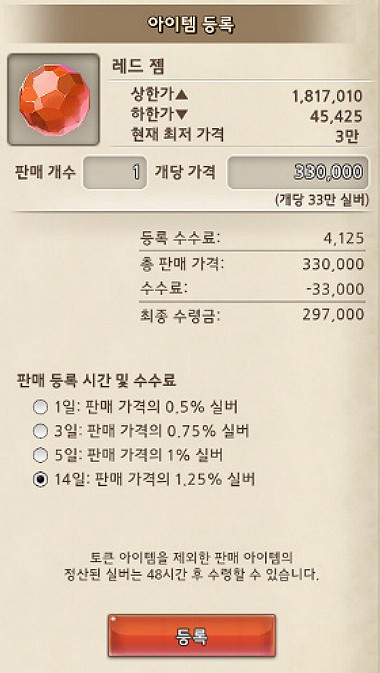 아이템 등록
레드 젬
상한가▲ 1,817,010
하한가▼ 45,425
현재 최저 가격 3만
판매 개수 1 개당 가격 330,000
(개당 33만 실버)
등록 수수료: 4,125
총 판매 가격: 330,000
수수료: -33,000
최종 수령금: 297,000
판매 등록 시간 및 수수료
1일: 판매 가격의 0.5% 실버
3일: 판매 가격의 0.75% 실버
5일: 판매 가격의 1% 실버
14일: 판매 가격의 1.25% 실버
토큰 아이템을 제외한 판매 아이템의
정산된 실버는 48시간 후 수령할 수 있습니다.
등록